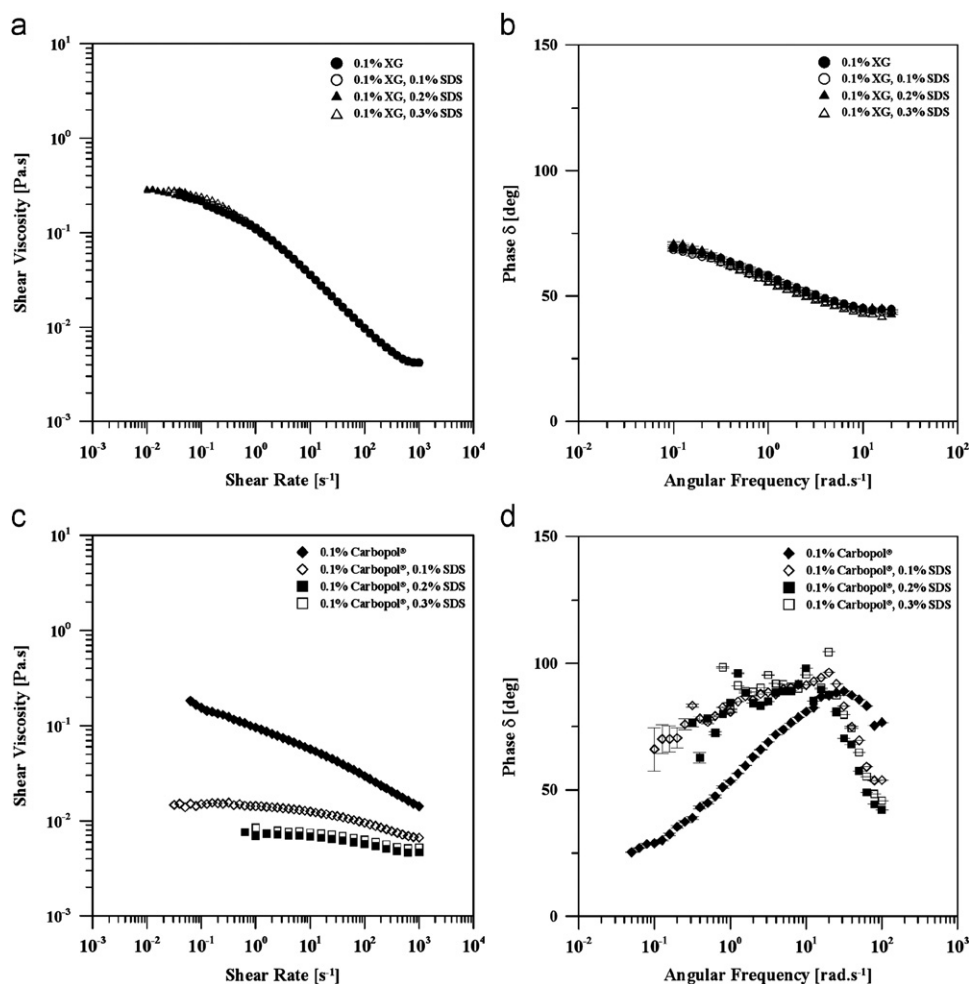 a
10¹
10⁰
10⁻¹
10⁻²
10⁻³
Shear Viscosity [Pa.s]
0.1% XG
0.1% XG, 0.1% SDS
0.1% XG, 0.2% SDS
0.1% XG, 0.3% SDS
10⁻³ 10⁻² 10⁻¹ 10⁰ 10¹ 10² 10³ 10⁴
Shear Rate [s⁻¹]
b
150
100
50
0
Phase δ [deg]
0.1% XG
0.1% XG, 0.1% SDS
0.1% XG, 0.2% SDS
0.1% XG, 0.3% SDS
10⁻² 10⁻¹ 10⁰ 10¹ 10²
Angular Frequency [rad.s⁻¹]
c
10¹
10⁰
10⁻¹
10⁻²
10⁻³
Shear Viscosity [Pa.s]
0.1% Carbopol®
0.1% Carbopol®, 0.1% SDS
0.1% Carbopol®, 0.2% SDS
0.1% Carbopol®, 0.3% SDS
10⁻³ 10⁻² 10⁻¹ 10⁰ 10¹ 10² 10³ 10⁴
Shear Rate [s⁻¹]
d
150
100
50
0
Phase δ [deg]
0.1% Carbopol®
0.1% Carbopol®, 0.1% SDS
0.1% Carbopol®, 0.2% SDS
0.1% Carbopol®, 0.3% SDS
10⁻² 10⁻¹ 10⁰ 10¹ 10² 10³
Angular Frequency [rad.s⁻¹]